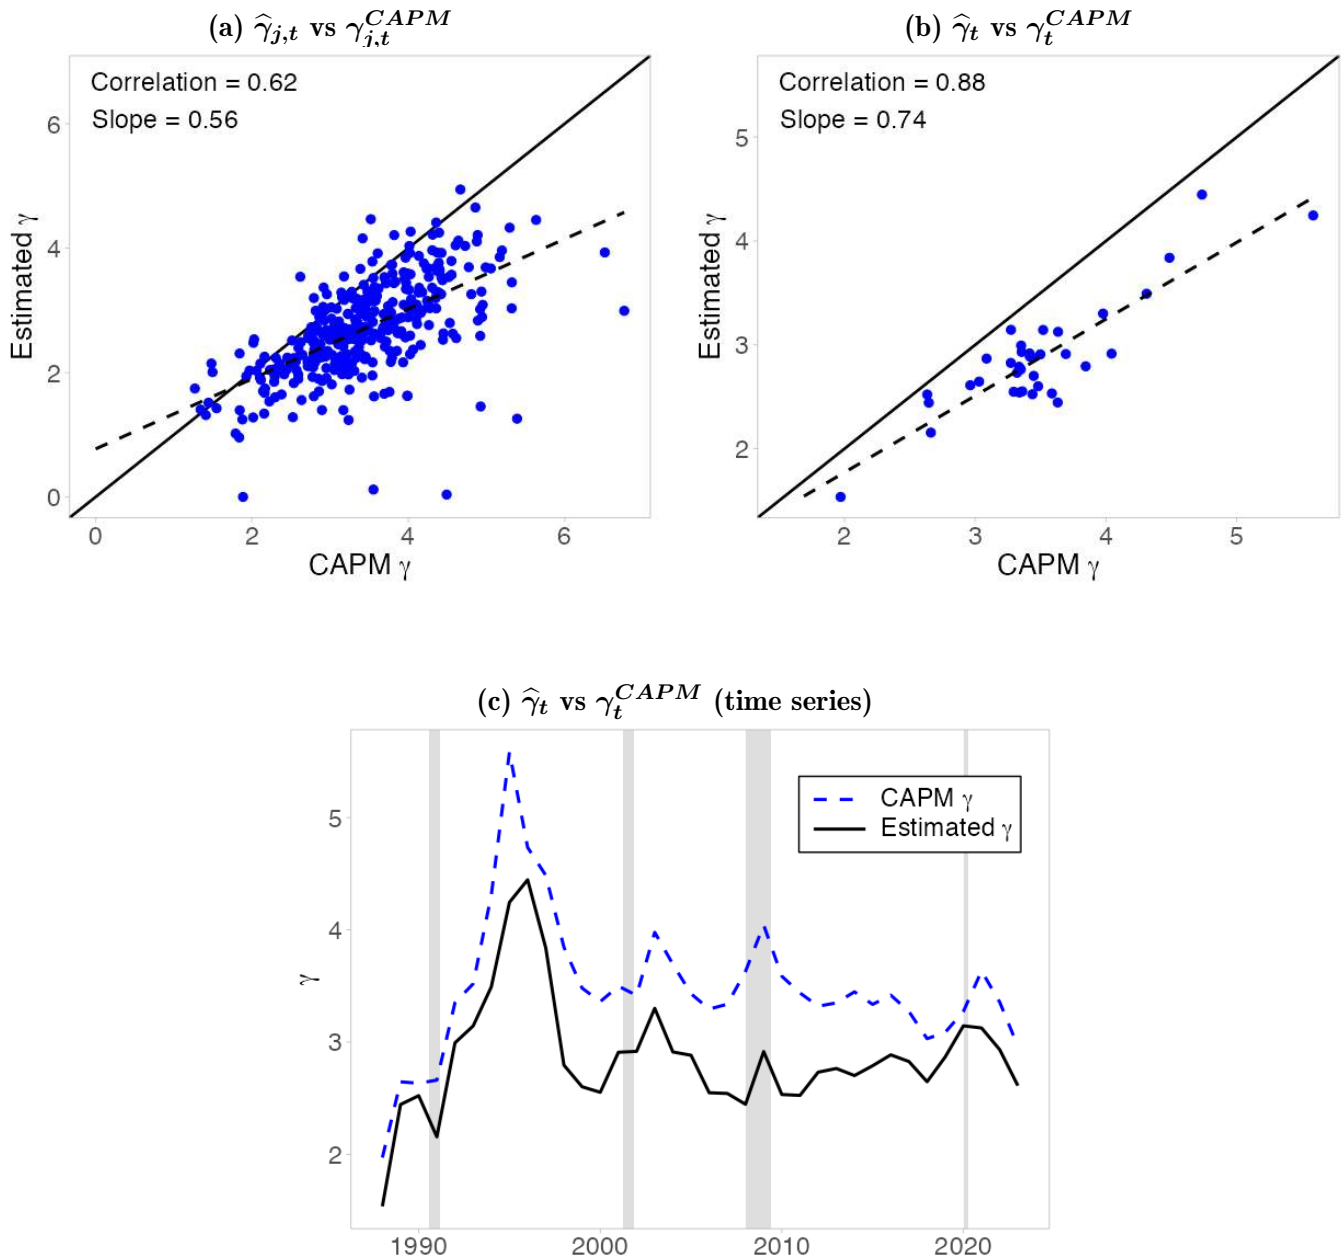 (a) γ̂_{j,t} vs γ_{j,t}^{CAPM}
Correlation = 0.62
Slope = 0.56
6
4
2
0
Estimated γ
0 2 4 6
CAPM γ
(b) γ̂_t vs γ_t^{CAPM}
Correlation = 0.88
Slope = 0.74
5
4
3
2
Estimated γ
2 3 4 5
CAPM γ
(c) γ̂_t vs γ_t^{CAPM} (time series)
CAPM γ
Estimated γ
5
4
3
2
γ
1990 2000 2010 2020